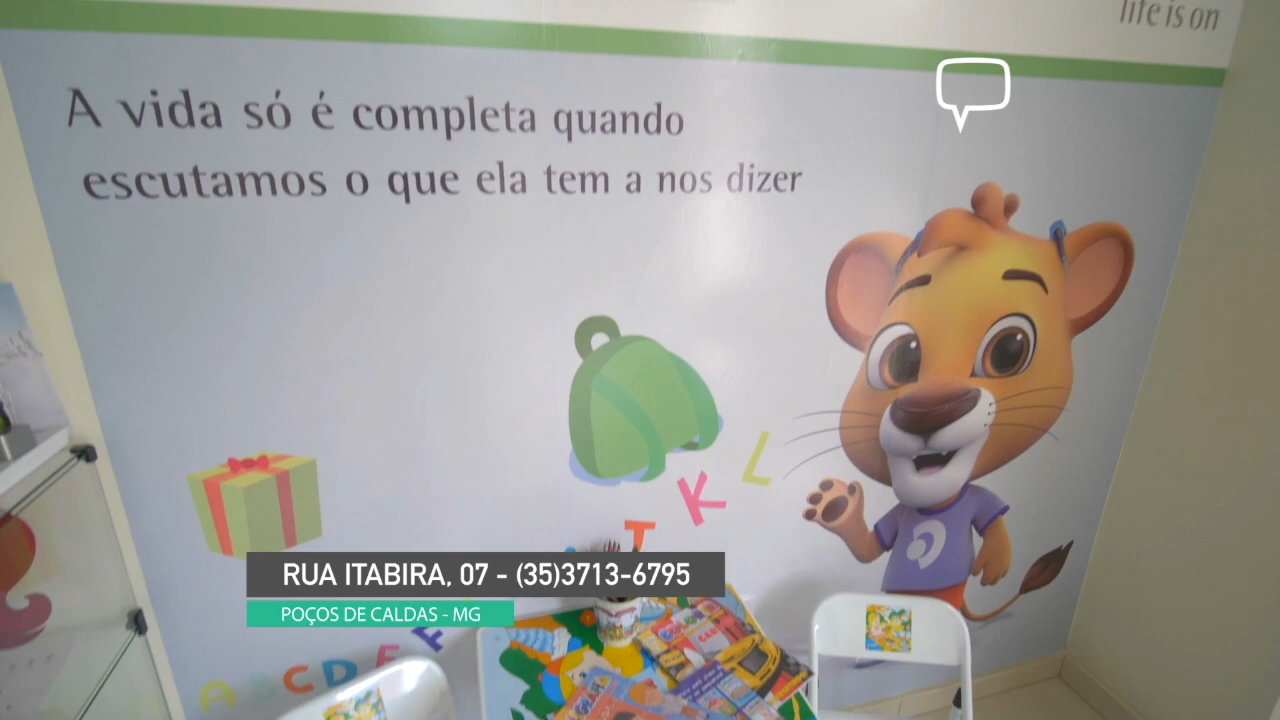 life is on
A vida só é completa quando
escutamos o que ela tem a nos dizer
L
K
RUA ITABIRA, 07 - (35)3713-6795
POÇOS DE CALDAS - MG
A B C D E F
COLORIR